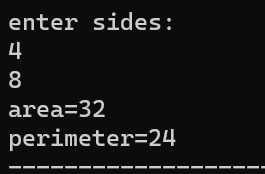 enter sides:
4
8
area=32
perimeter=24
-------------------